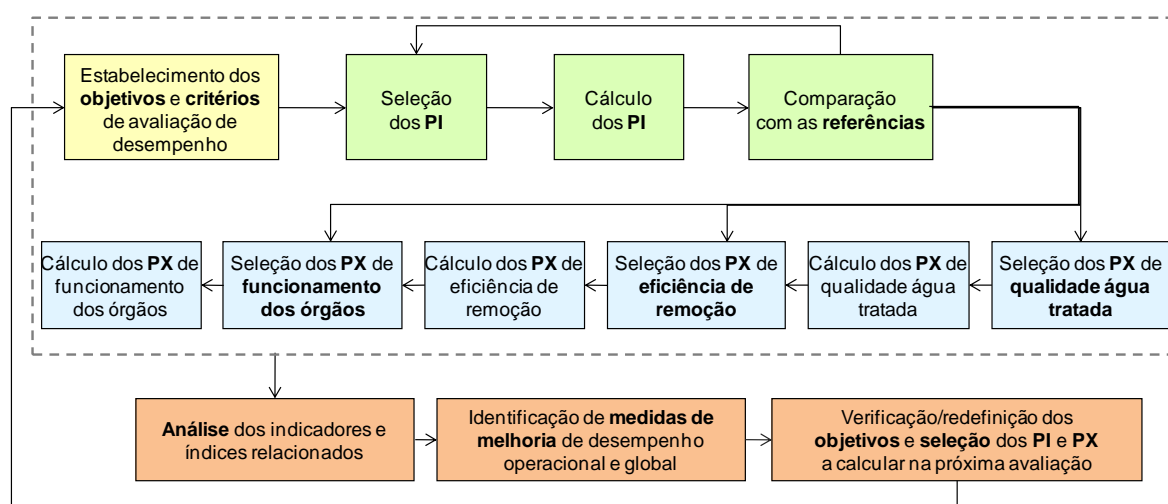 Estabelecimento dos
objetivos e critérios
de avaliação de
desempenho
Seleção
dos PI
Cálculo
dos PI
Comparação
com as referências
Cálculo dos PX de
funcionamento
dos órgãos
Seleção dos PX de
funcionamento
dos órgãos
Cálculo dos PX de
eficiência de
remoção
Seleção dos PX de
eficiência de
remoção
Cálculo dos PX de
qualidade água
tratada
Seleção dos PX de
qualidade água
tratada
Análise dos indicadores e
índices relacionados
Identificação de medidas de
melhoria de desempenho
operacional e global
Verificação/redefinição dos
objetivos e seleção dos PI e PX
a calcular na próxima avaliação